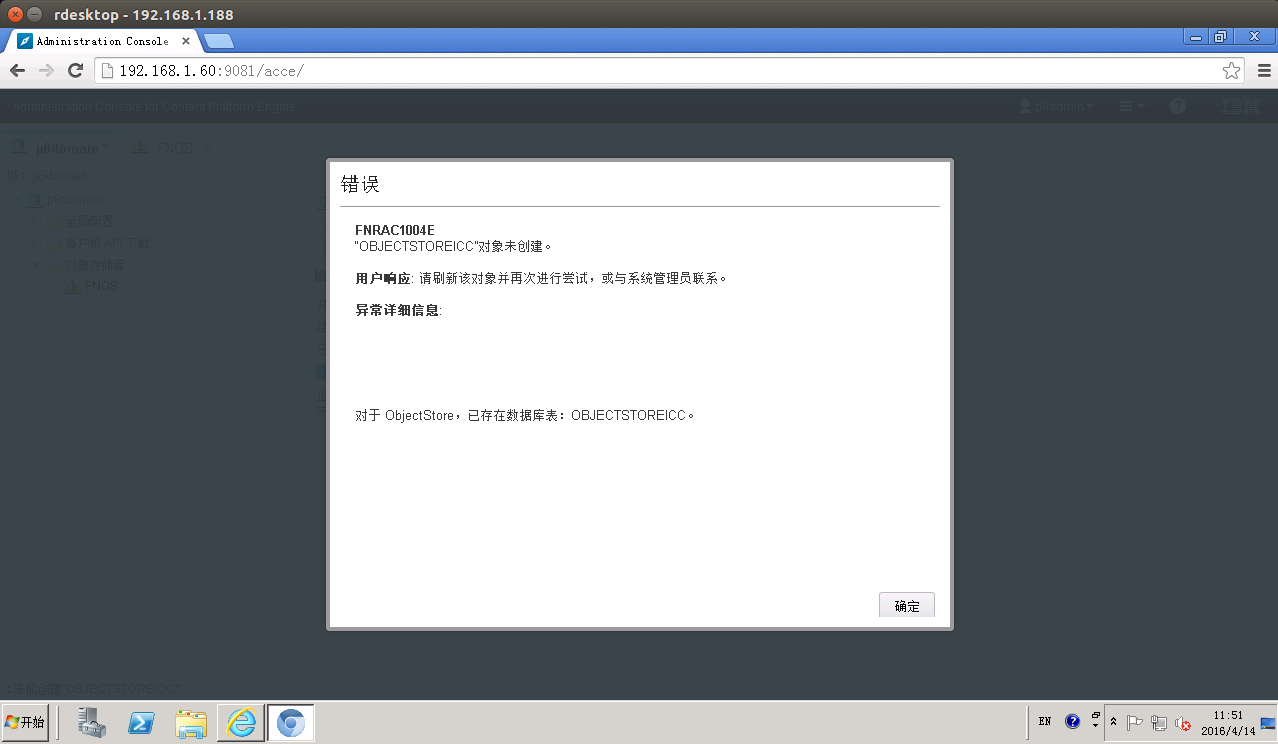 rdesktop - 192.168.1.188
Administration Console
192.168.1.60:9081/acce/
Administration Console for Content Platform Engine
p8admin
IBM
p8domain
FNOS
域: p8domain
p8domain
全局配置
客户机 API 下载
对象存储库
FNOS
错误
FNRAC1004E
"OBJECTSTOREICC"对象未创建。
用户响应: 请刷新该对象并再次进行尝试，或与系统管理员联系。
异常详细信息:
对于 ObjectStore，已存在数据库表：OBJECTSTOREICC。
确定
: 未能创建"OBJECTSTOREICC"
开始
EN
11:51
2016/4/14